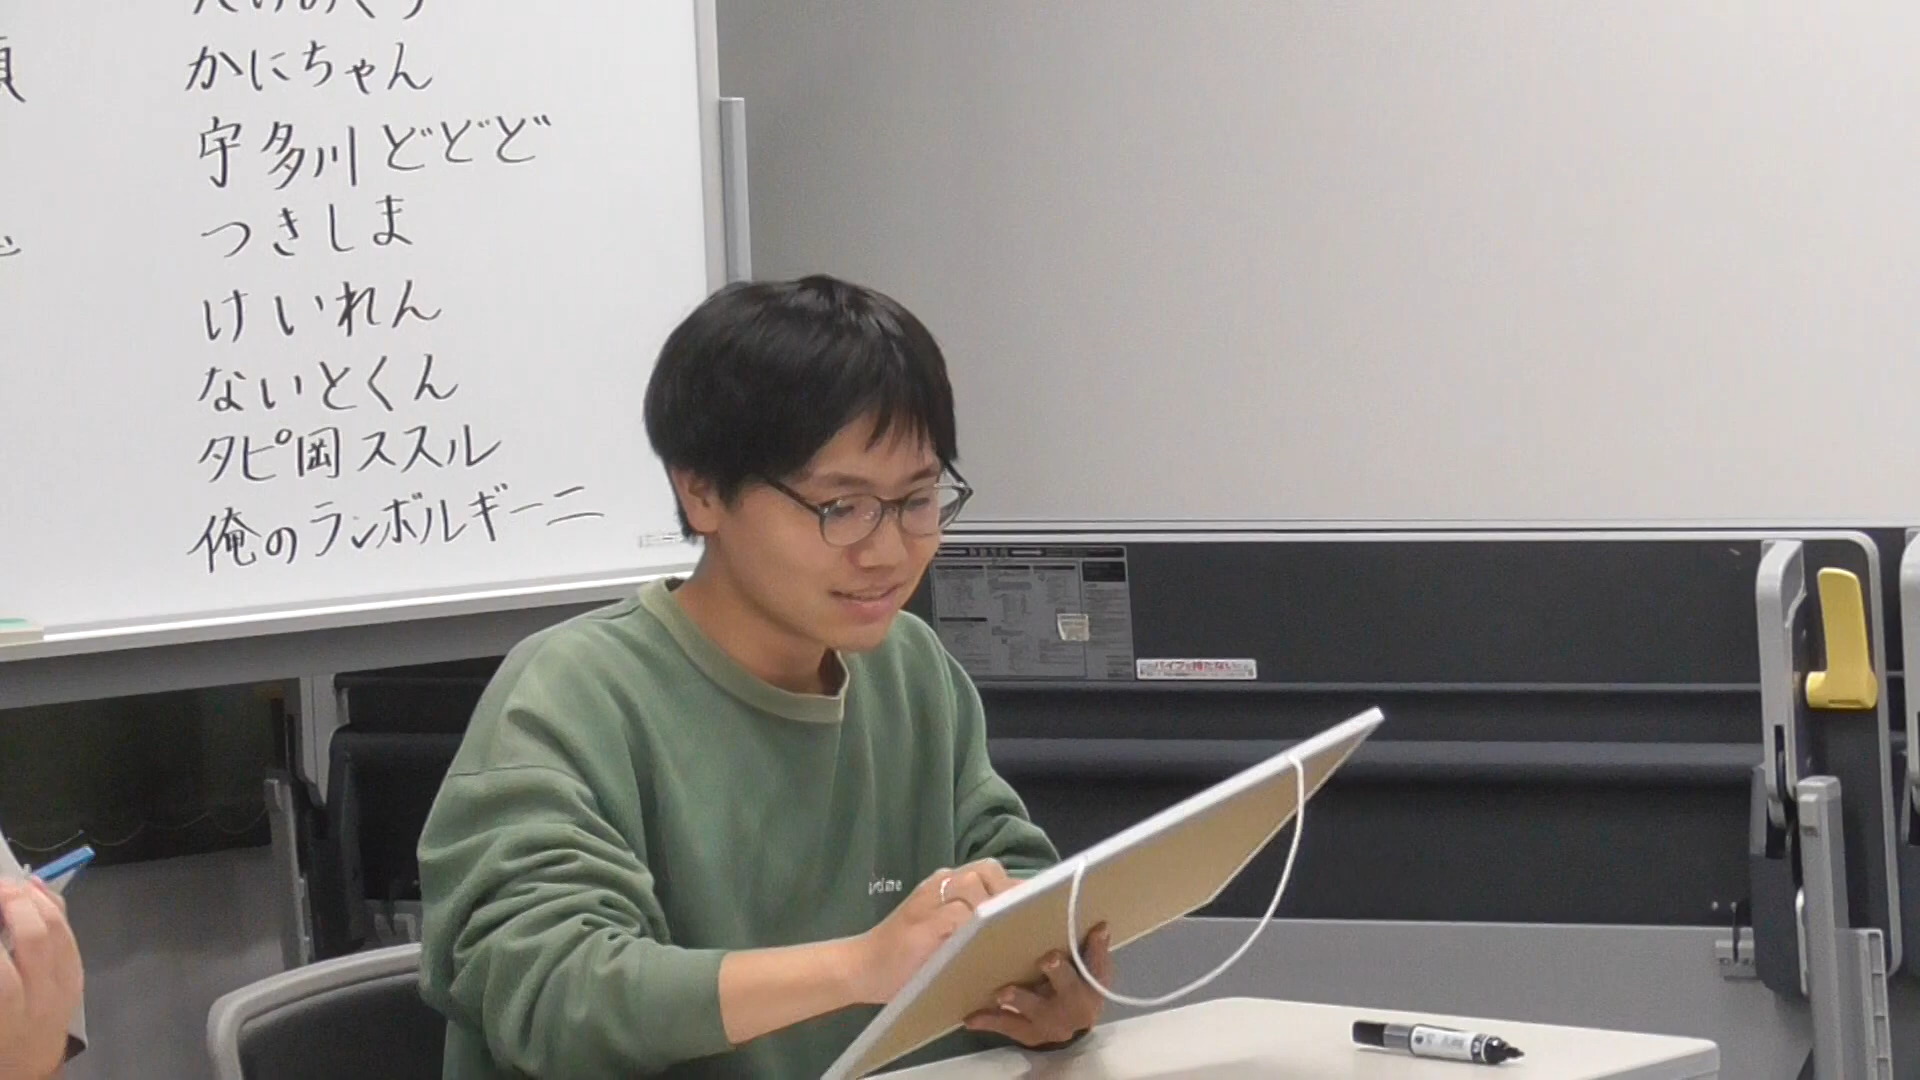 かにちゃん
宇多川どどど
つきしま
けいれん
ないとくん
タピ岡ススル
俺のランボルギーニ